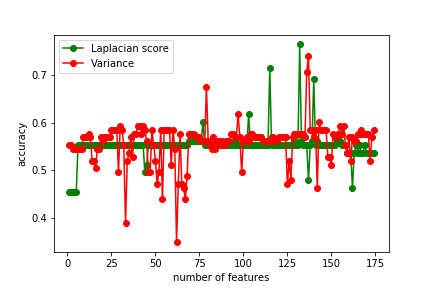 Laplacian score
Variance
0.7
0.6
0.5
0.4
accuracy
0 25 50 75 100 125 150 175
number of features